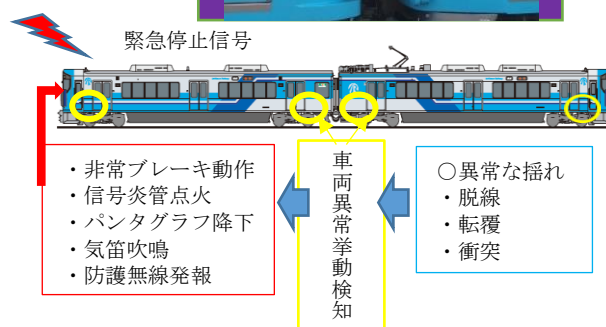 緊急停止信号
・非常ブレーキ動作
・信号炎管点火
・パンタグラフ降下
・気笛吹鳴
・防護無線発報
車両異常挙動検知
○異常な揺れ
・脱線
・転覆
・衝突